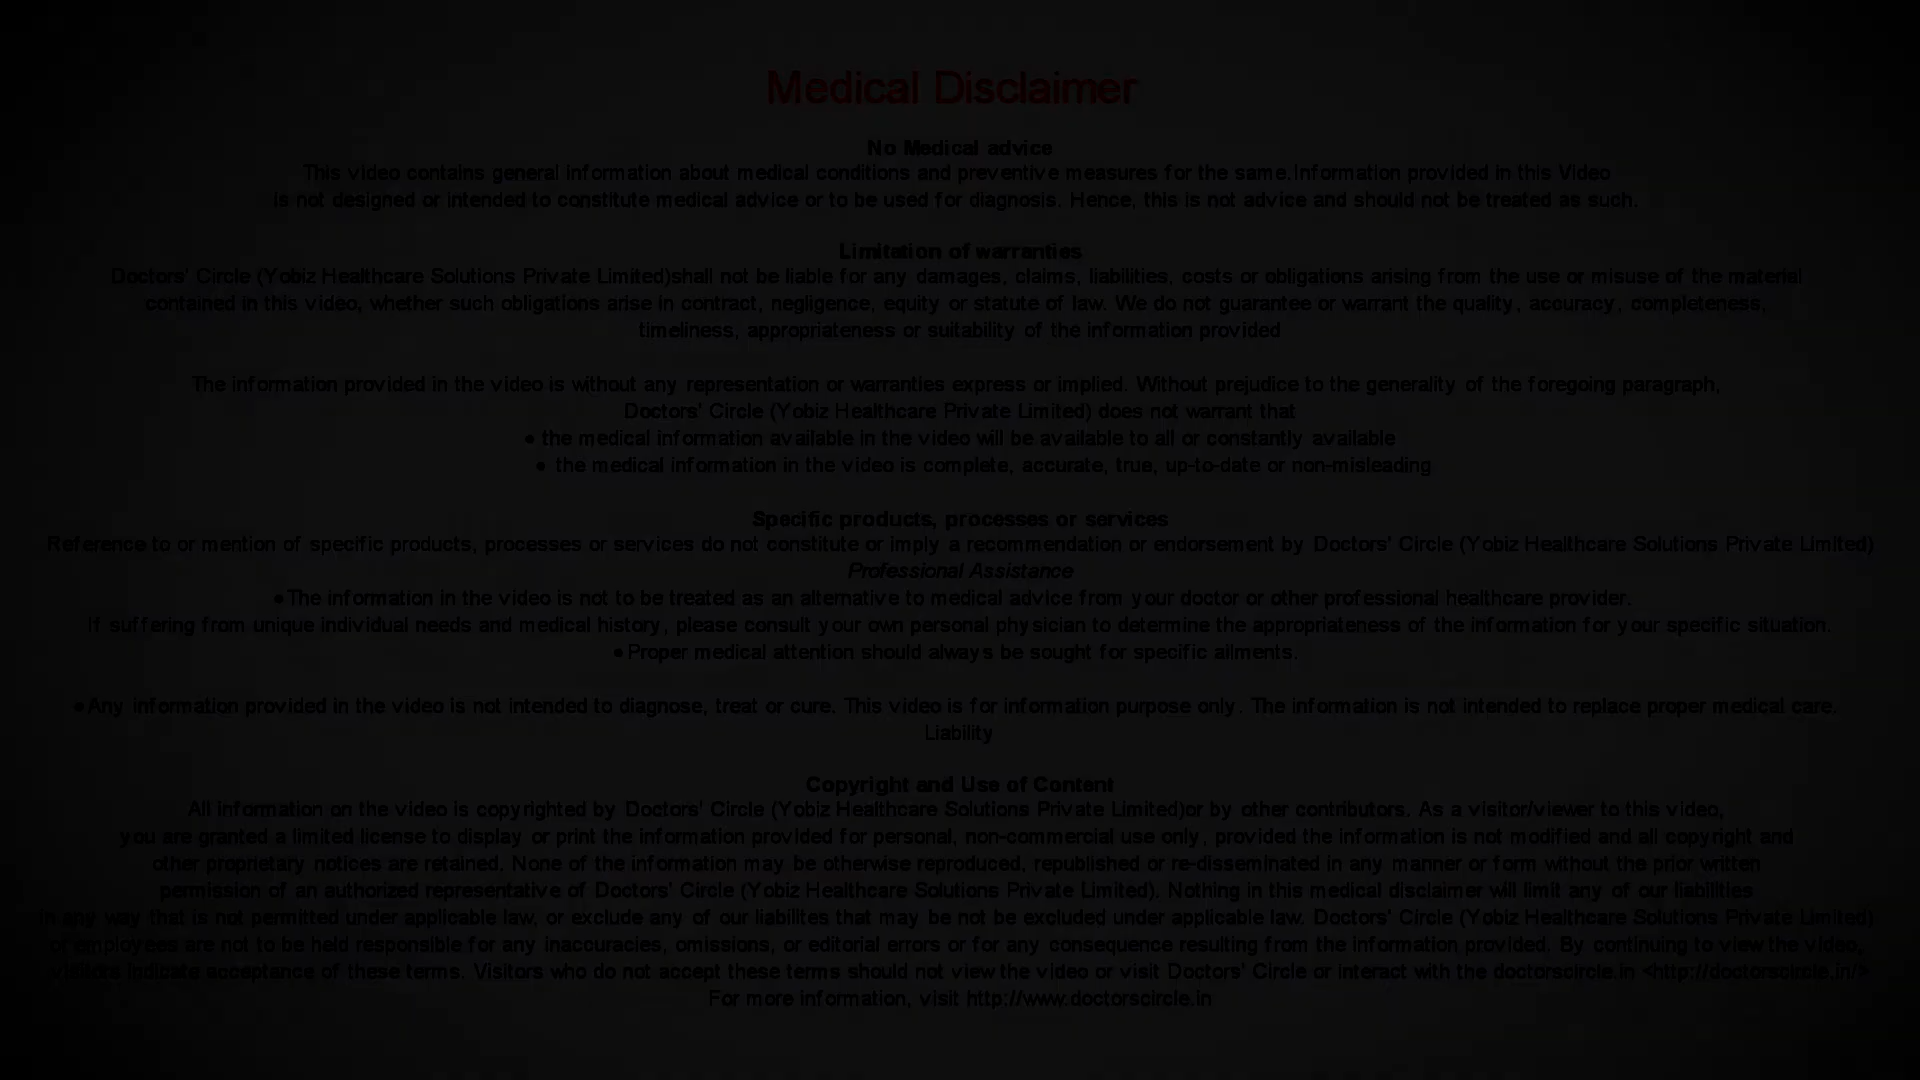 Medical Disclaimer
No Medical advice
This video contains general information about medical conditions and preventive measures for the same.Information provided in this Video
is not designed or intended to constitute medical advice or to be used for diagnosis. Hence, this is not advice and should not be treated as such.
Limitation of warranties
Doctors' Circle (Yobiz Healthcare Solutions Private Limited)shall not be liable for any damages, claims, liabilities, costs or obligations arising from the use or misuse of the material
contained in this video, whether such obligations arise in contract, negligence, equity or statute of law. We do not guarantee or warrant the quality, accuracy, completeness,
timeliness, appropriateness or suitability of the information provided
The information provided in the video is without any representation or warranties express or implied. Without prejudice to the generality of the foregoing paragraph,
Doctors' Circle (Yobiz Healthcare Private Limited) does not warrant that
● the medical information available in the video will be available to all or constantly available
● the medical information in the video is complete, accurate, true, up-to-date or non-misleading
Specific products, processes or services
Reference to or mention of specific products, processes or services do not constitute or imply a recommendation or endorsement by Doctors' Circle (Yobiz Healthcare Solutions Private Limited)
Professional Assistance
●The information in the video is not to be treated as an alternative to medical advice from your doctor or other professional healthcare provider.
If suffering from unique individual needs and medical history, please consult your own personal physician to determine the appropriateness of the information for your specific situation.
●Proper medical attention should always be sought for specific ailments.
●Any information provided in the video is not intended to diagnose, treat or cure. This video is for information purpose only. The information is not intended to replace proper medical care.
Liability
Copyright and Use of Content
All information on the video is copyrighted by Doctors' Circle (Yobiz Healthcare Solutions Private Limited)or by other contributors. As a visitor/viewer to this video,
you are granted a limited license to display or print the information provided for personal, non-commercial use only, provided the information is not modified and all copyright and
other proprietary notices are retained. None of the information may be otherwise reproduced, republished or re-disseminated in any manner or form without the prior written
permission of an authorized representative of Doctors' Circle (Yobiz Healthcare Solutions Private Limited). Nothing in this medical disclaimer will limit any of our liabilities
in any way that is not permitted under applicable law, or exclude any of our liabilites that may be not be excluded under applicable law. Doctors' Circle (Yobiz Healthcare Solutions Private Limited)
or employees are not to be held responsible for any inaccuracies, omissions, or editorial errors or for any consequence resulting from the information provided. By continuing to view the video,
visitors indicate acceptance of these terms. Visitors who do not accept these terms should not view the video or visit Doctors' Circle or interact with the doctorscircle.in <http://doctorscircle.in/>
For more information, visit http://www.doctorscircle.in